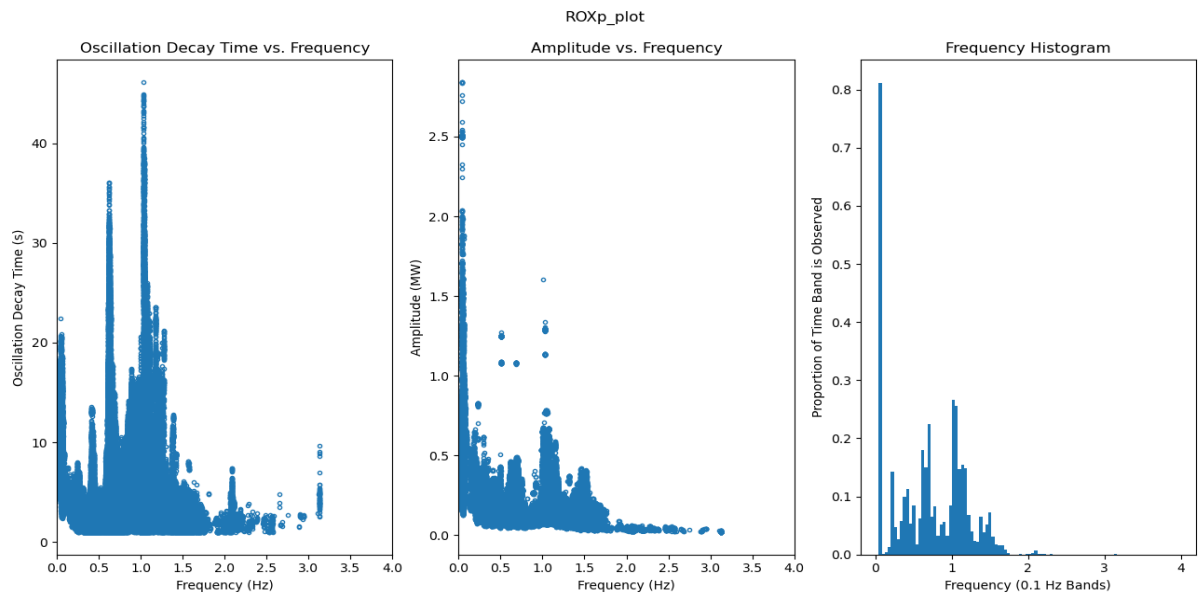 ROXp_plot
Oscillation Decay Time vs. Frequency
Amplitude vs. Frequency
Frequency Histogram
Oscillation Decay Time (s)
0
10
20
30
40
0.0 0.5 1.0 1.5 2.0 2.5 3.0 3.5 4.0
Frequency (Hz)
Amplitude (MW)
0.0
0.5
1.0
1.5
2.0
2.5
0.0 0.5 1.0 1.5 2.0 2.5 3.0 3.5 4.0
Frequency (Hz)
Proportion of Time Band is Observed
0.0
0.1
0.2
0.3
0.4
0.5
0.6
0.7
0.8
0 1 2 3 4
Frequency (0.1 Hz Bands)